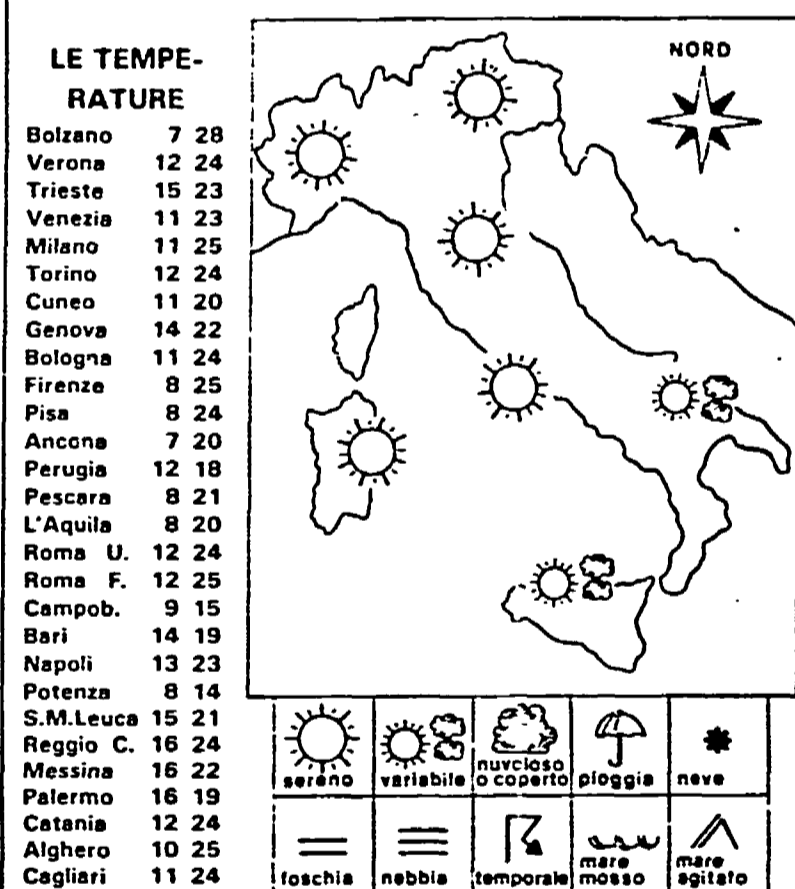 LE TEMPE-
RATURE
Bolzano 7 28
Verona 12 24
Trieste 15 23
Venezia 11 23
Milano 11 25
Torino 12 24
Cuneo 11 20
Genova 14 22
Bologna 11 24
Firenze 8 25
Pisa 8 24
Ancona 7 20
Perugia 12 18
Pescara 8 21
L'Aquila 8 20
Roma U. 12 24
Roma F. 12 25
Campob. 9 15
Bari 14 19
Napoli 13 23
Potenza 8 14
S.M.Leuca 15 21
Reggio C. 16 24
Messina 16 22
Palermo 16 19
Catania 12 24
Alghero 10 25
Cagliari 11 24
NORD
sereno
variabile
nuvoloso
o coperto
pioggia
neve
foschia
nebbia
temporale
mare
mosso
mare
agitato